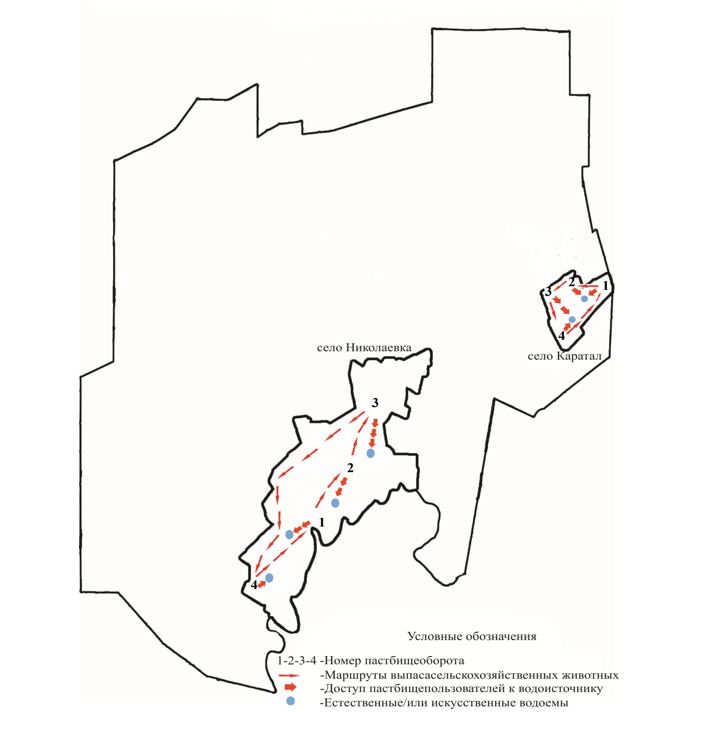 2
1
3
4
село Николаевка
село Каратал
3
2
1
4
Условные обозначения
1-2-3-4 -Номер пастбищеоборота
-Маршруты выпасасельскохозяйственных животных
-Доступ пастбищепользователей к водоисточнику
-Естественные/или искусственные водоемы